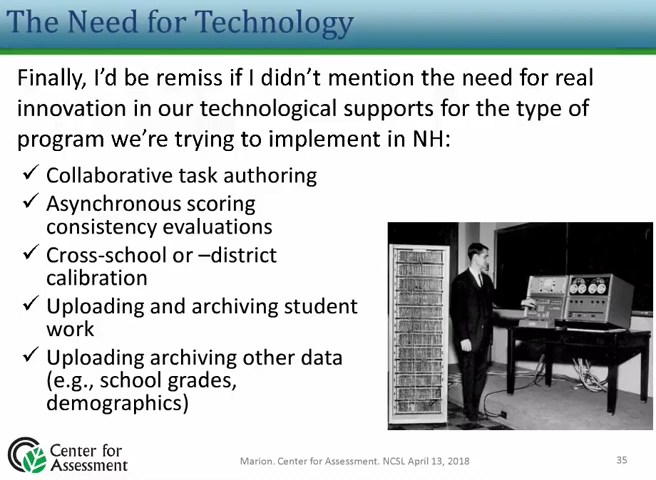 The Need for Technology
Finally, I’d be remiss if I didn’t mention the need for real
innovation in our technological supports for the type of
program we’re trying to implement in NH:
✓ Collaborative task authoring
✓ Asynchronous scoring
consistency evaluations
✓ Cross-school or –district
calibration
✓ Uploading and archiving student
work
✓ Uploading archiving other data
(e.g., school grades,
demographics)
Center for
Assessment
Marion. Center for Assessment. NCSL April 13, 2018
35